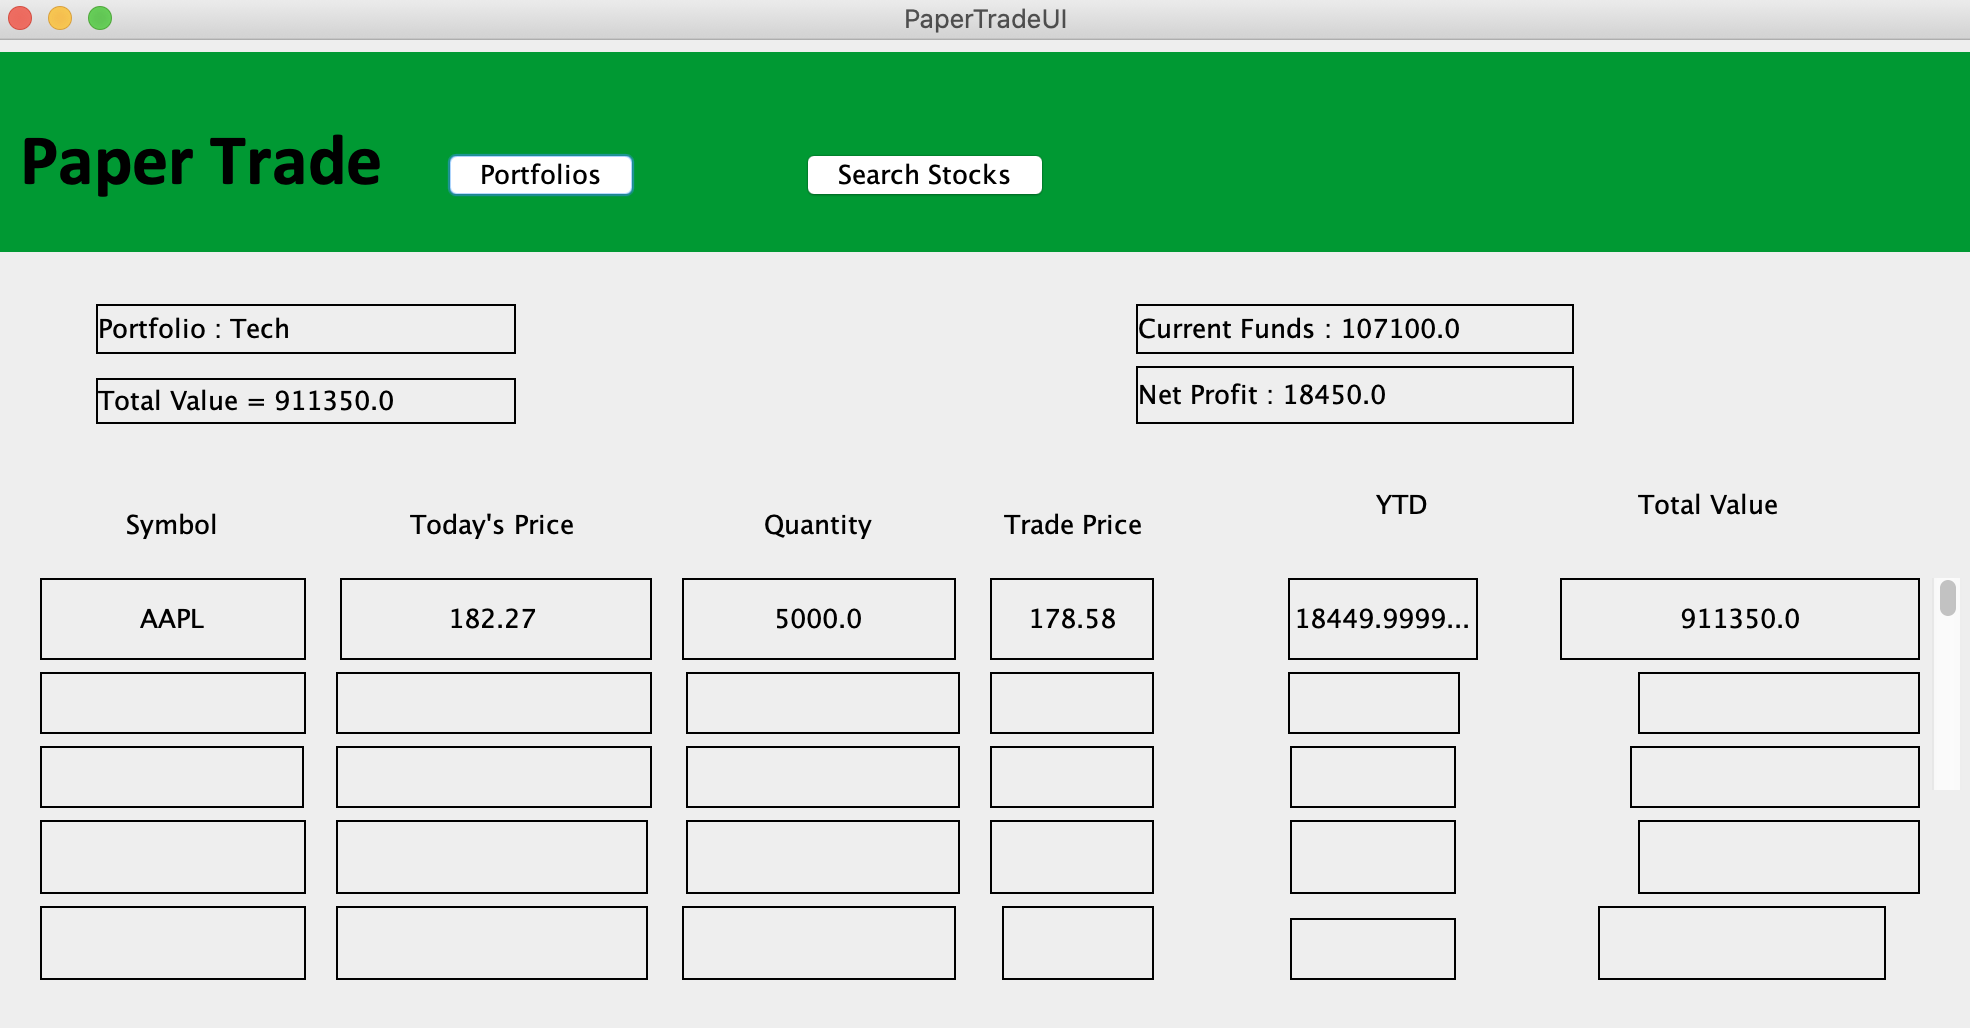 PaperTradeUI
Paper Trade
Portfolios
Search Stocks
Portfolio : Tech
Current Funds : 107100.0
Total Value = 911350.0
Net Profit : 18450.0
Symbol Today's Price Quantity Trade Price YTD Total Value
AAPL 182.27 5000.0 178.58 18449.9999... 911350.0